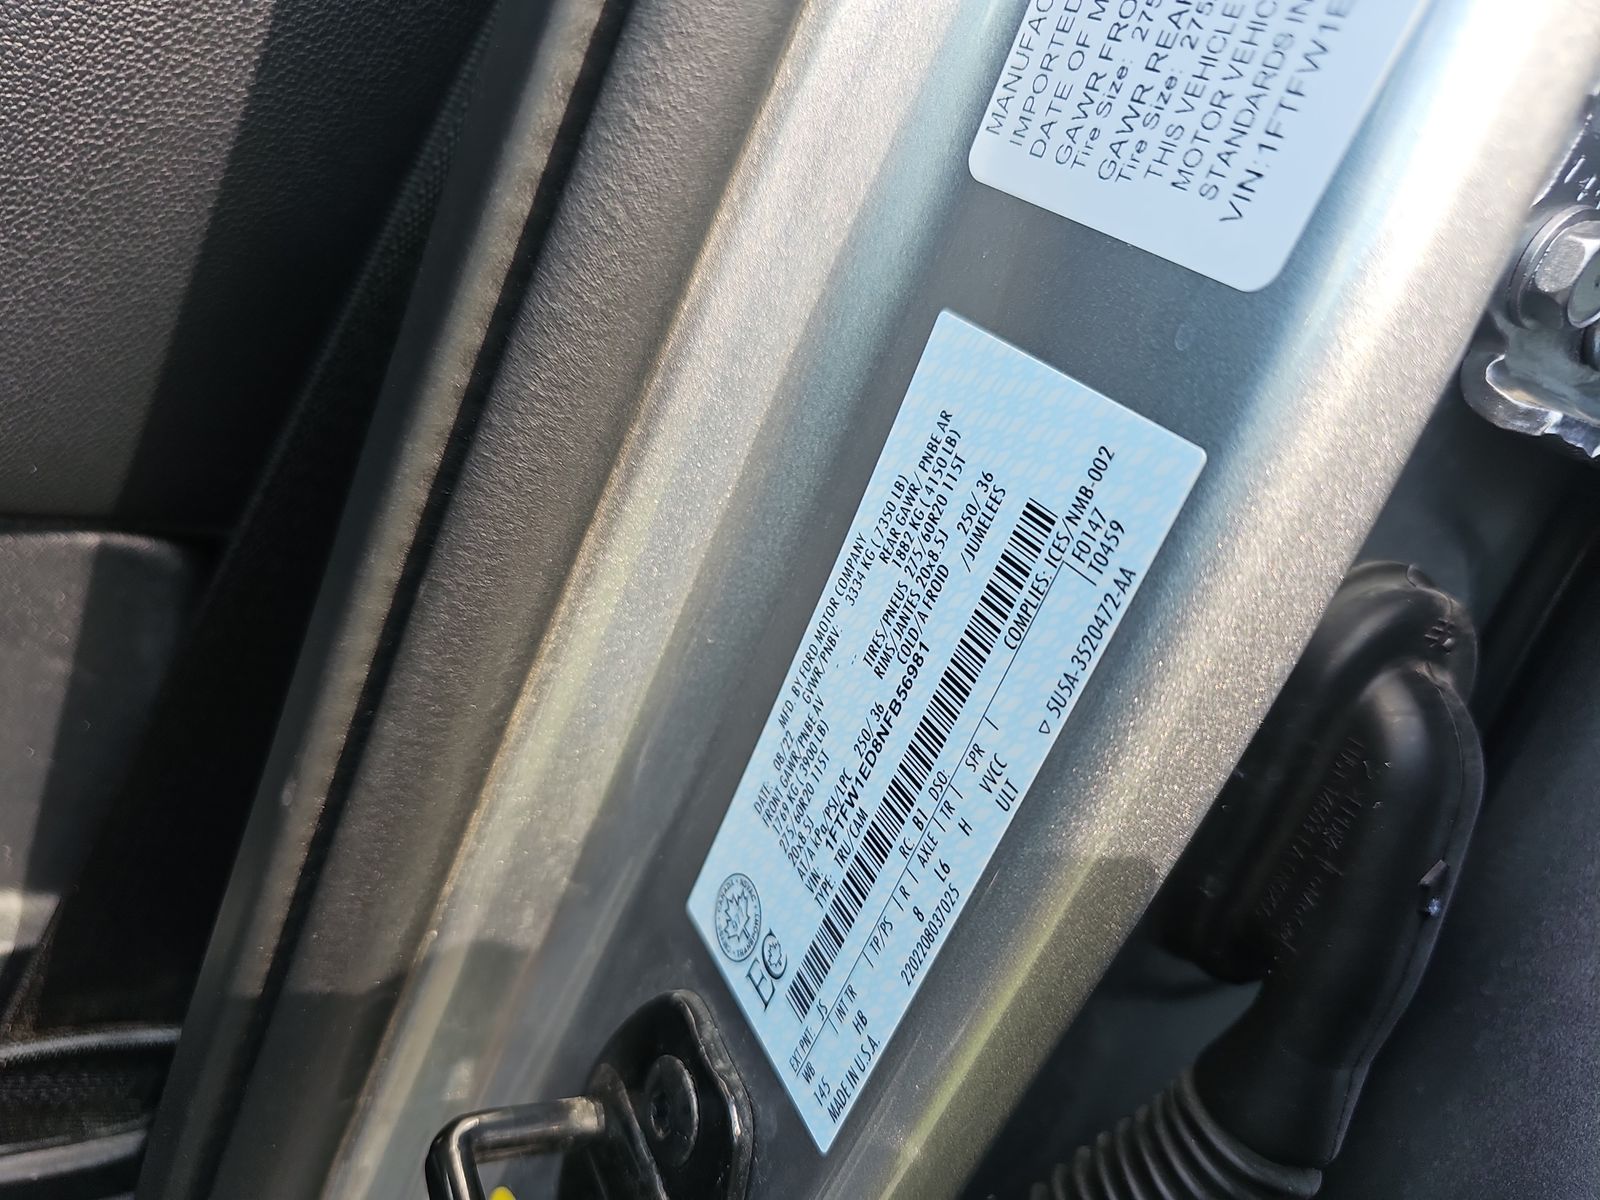 MANUFAC
IMPORTED
DATE OF M
GAWR FRO
Tire Size: 275
GAWR REAR
Tire Size: 275
THIS VEHICLE
MOTOR VEHIC
STANDARDS IN
VIN: 1FTFW1E
DATE: 08/22 MFD. BY FORD MOTOR COMPANY
GVWR/PNBV: 3334 KG ( 7350 LB)
FRONT GAWR/PNBE AV REAR GAWR/ PNBE AR
1769 KG ( 3900 LB) 1882 KG ( 4150 LB)
275/60R20 115T TIRES/PNEUS 275/60R20 115T
20x8.5J RIMS/JANTES 20x8.5J
AT/À kPa/PSI/LPC 250/ 36 COLD/A FROID 250/ 36
VIN: 1FTFW1ED8NFB56981 /JUMELEES
TYPE: TRU/CAM
EC
COMPLIES: ICES/NMB-002
EXT PNT: JS RC: B1 DSO: F0147
WB INT TR TP/PS R AXLE TR SPR T0459
145 HB 8 L6 H VVCC
ULT
MADE IN U.S.A. 220220803702S ▽ 5U5A-3520472-AA